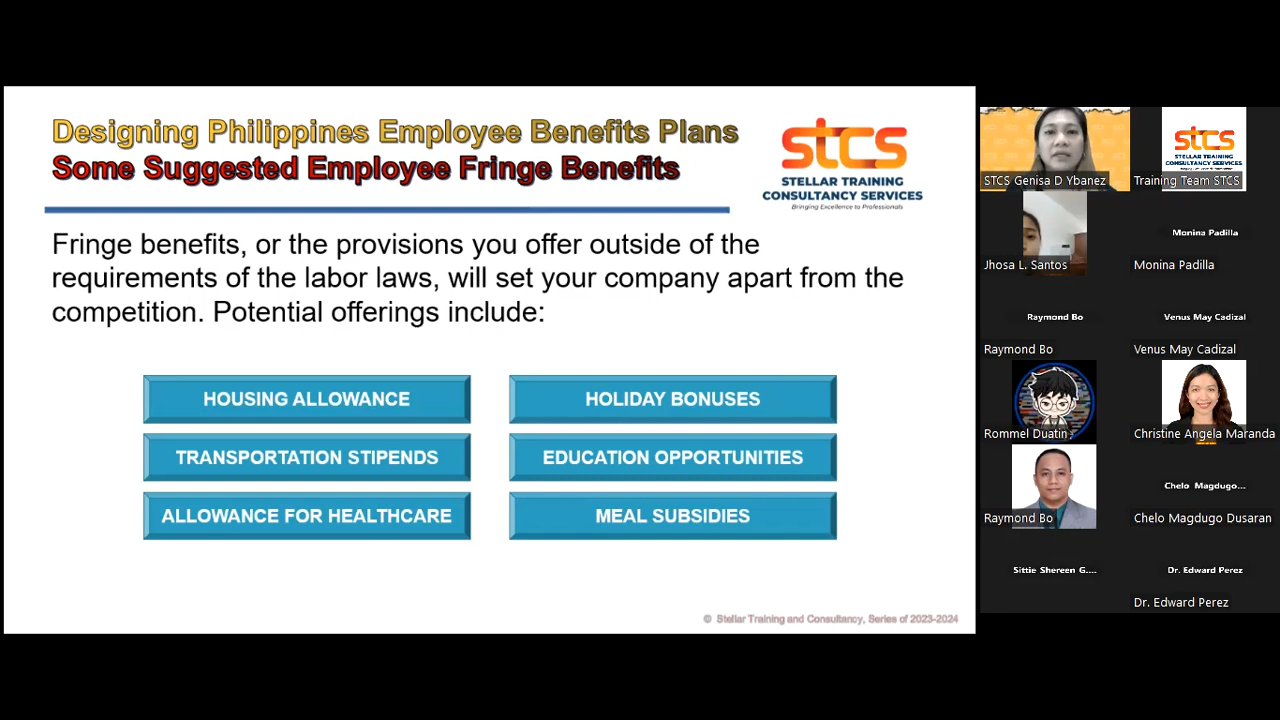 Designing Philippines Employee Benefits Plans
Some Suggested Employee Fringe Benefits
stcs
STELLAR TRAINING
CONSULTANCY SERVICES
Bringing Excellence to Professionals
Fringe benefits, or the provisions you offer outside of the
requirements of the labor laws, will set your company apart from the
competition. Potential offerings include:
HOUSING ALLOWANCE
HOLIDAY BONUSES
TRANSPORTATION STIPENDS
EDUCATION OPPORTUNITIES
ALLOWANCE FOR HEALTHCARE
MEAL SUBSIDIES
© Stellar Training and Consultancy, Series of 2023-2024
STCS Genisa D Ybanez
stcs
STELLAR TRAINING
CONSULTANCY SERVICES
Training Team STCS
Jhosa L. Santos
Monina Padilla
Monina Padilla
Raymond Bo
Raymond Bo
Venus May Cadizal
Venus May Cadizal
Rommel Duatin
Christine Angela Maranda
Raymond Bo
Chelo Magdugo...
Chelo Magdugo Dusaran
Sittie Shereen G....
Dr. Edward Perez
Dr. Edward Perez